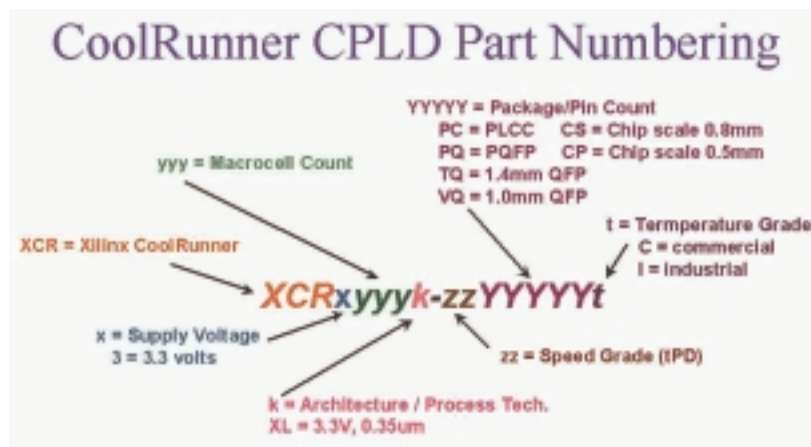 CoolRunner CPLD Part Numbering
YYYYY = Package/Pin Count
PC = PLCC CS = Chip scale 0.8mm
PQ = PQFP CP = Chip scale 0.5mm
TQ = 1.4mm QFP
VQ = 1.0mm QFP
yyy = Macrocell Count
t = Termperature Grade
C = commercial
I = Industrial
XCR = Xilinx CoolRunner
XCRxyyyk-zzYYYYYt
x = Supply Voltage
3 = 3.3 volts
zz = Speed Grade (tPD)
k = Architecture / Process Tech.
XL = 3.3V, 0.35um